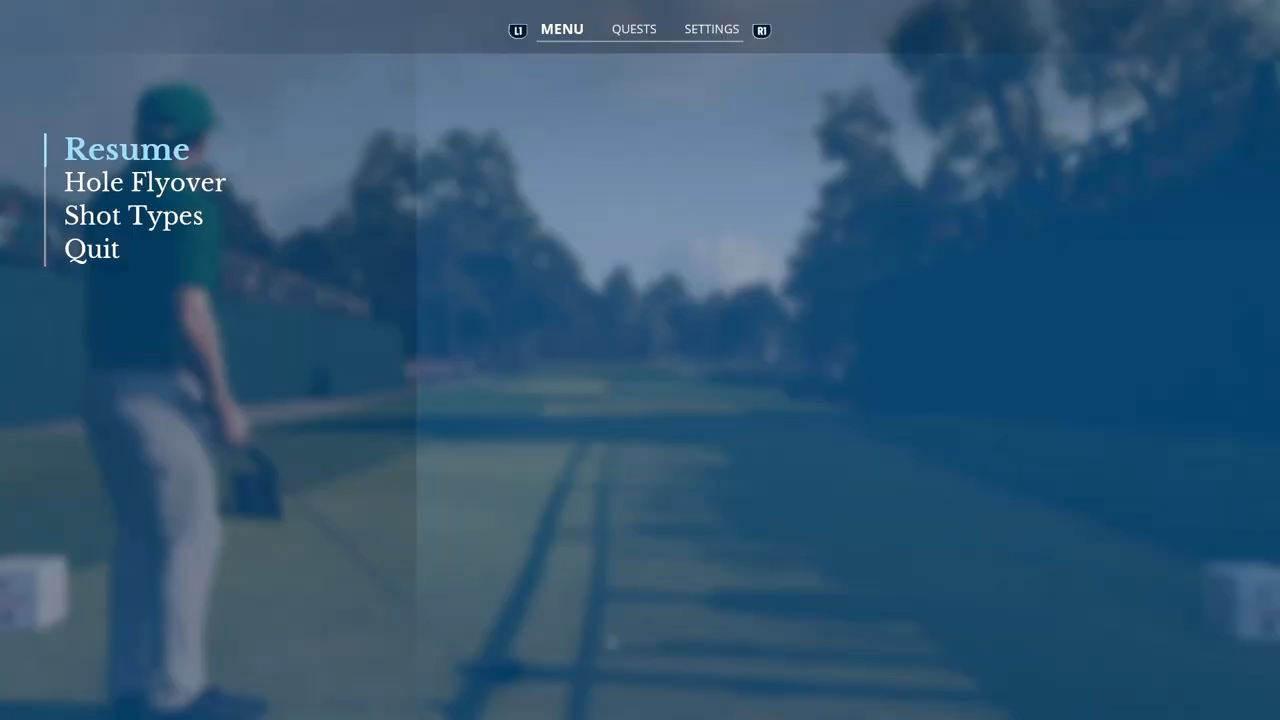 L1 MENU QUESTS SETTINGS R1
Resume
Hole Flyover
Shot Types
Quit